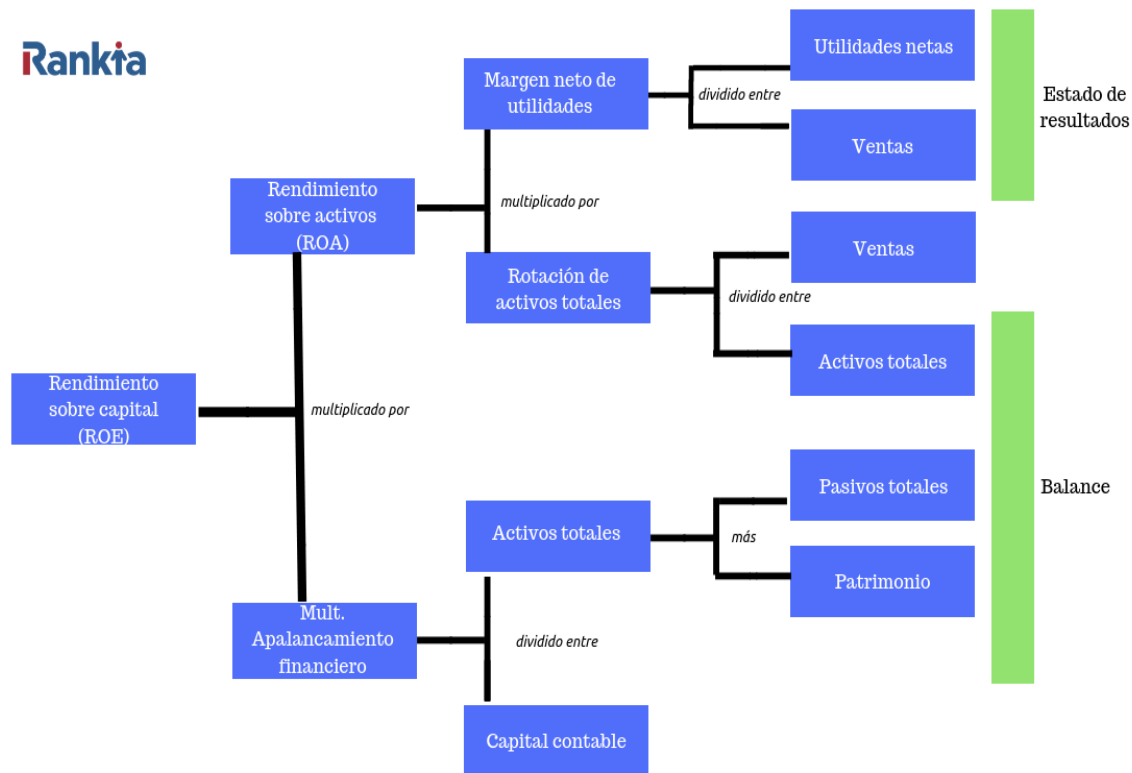 Rankia
Utilidades netas
Margen neto de
utilidades
dividido entre
Estado de
resultados
Ventas
Rendimiento
sobre activos
(ROA)
multiplicado por
Ventas
Rotación de
activos totales
dividido entre
Activos totales
Rendimiento
sobre capital
(ROE)
multiplicado por
Pasivos totales
Balance
Activos totales
más
Patrimonio
Mult.
Apalancamiento
financiero
dividido entre
Capital contable